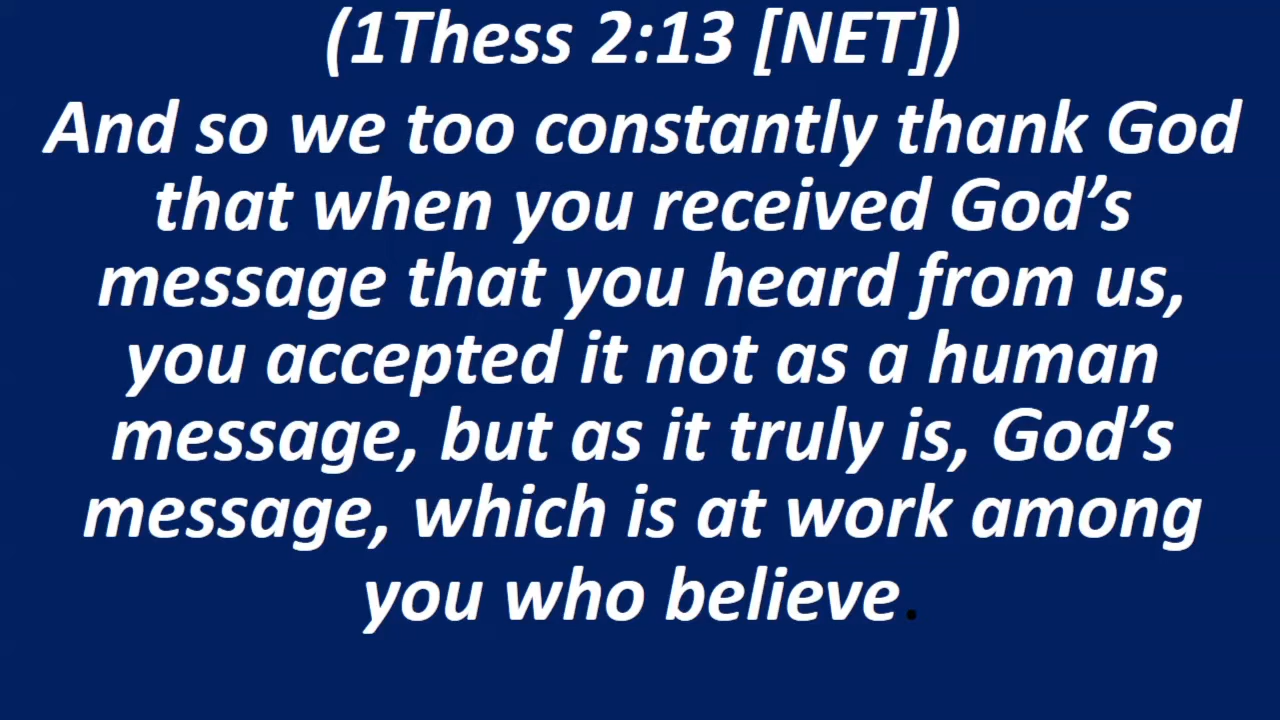 (1Thess 2:13 [NET])
And so we too constantly thank God
that when you received God’s
message that you heard from us,
you accepted it not as a human
message, but as it truly is, God’s
message, which is at work among
you who believe.